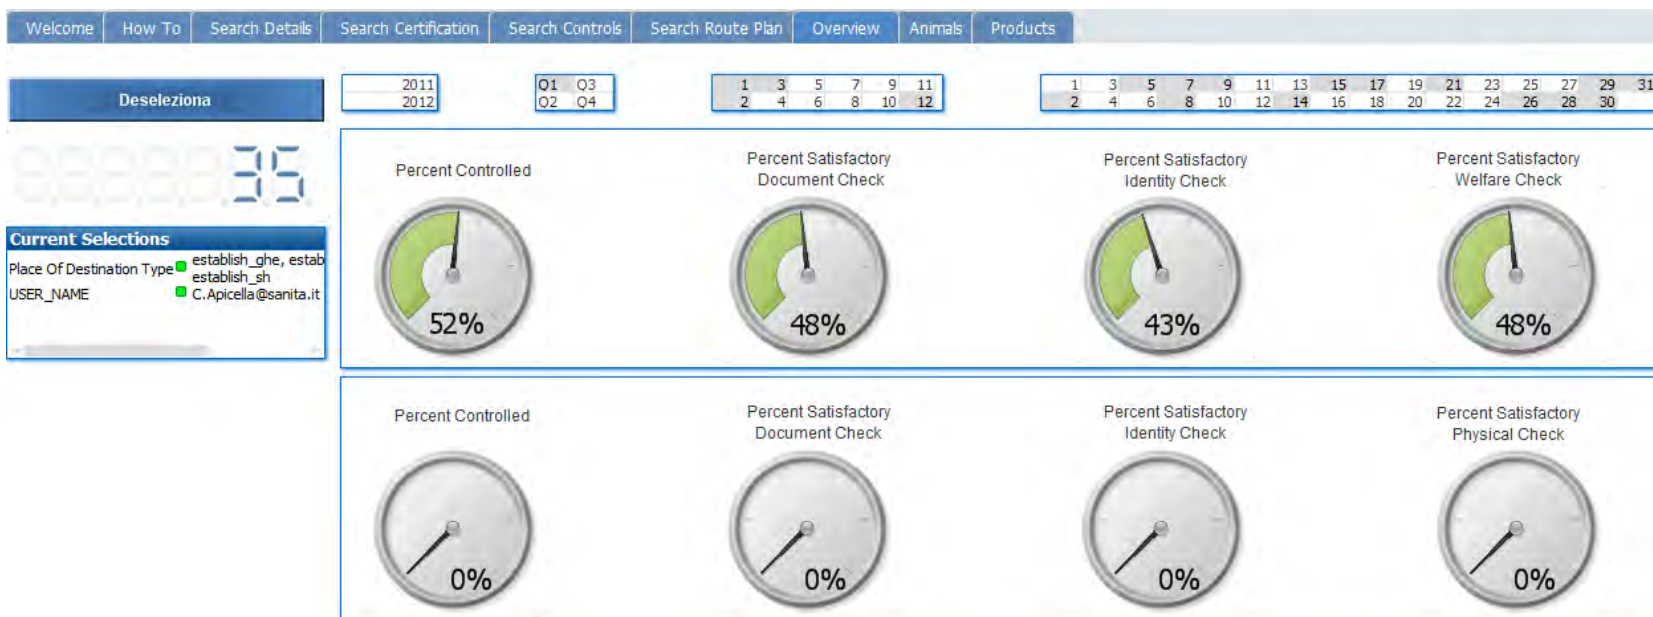 Welcome How To Search Details Search Certification Search Controls Search Route Plan Overview Animals Products
Deseleziona
2011
2012
Q1 Q3
Q2 Q4
1 3 5 7 9 11
2 4 6 8 10 12
1 3 5 7 9 11 13 15 17 19 21 23 25 27 29 31
2 4 6 8 10 12 14 16 18 20 22 24 26 28 30
35
Current Selections
Place Of Destination Type establish_ghe, estab
establish_sh
USER_NAME C.Apicella@sanita.it
Percent Controlled
52%
Percent Satisfactory
Document Check
48%
Percent Satisfactory
Identity Check
43%
Percent Satisfactory
Welfare Check
48%
Percent Controlled
0%
Percent Satisfactory
Document Check
0%
Percent Satisfactory
Identity Check
0%
Percent Satisfactory
Physical Check
0%